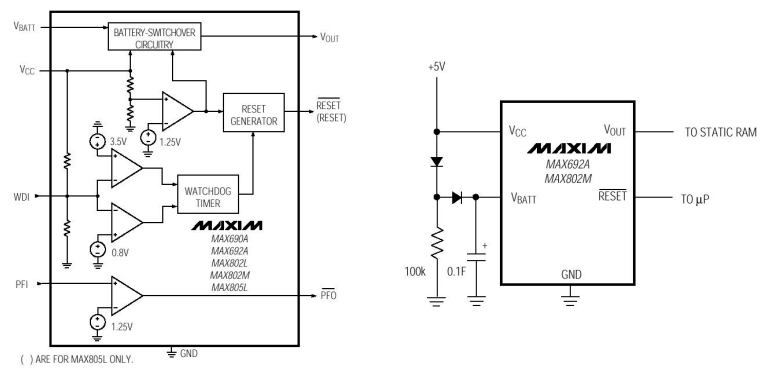 VBATT
BATTERY-SWITCHOVER
CIRCUITRY
VOUT
VCC
RESET
GENERATOR
RESET
(RESET)
1.25V
3.5V
WDI
WATCHDOG
TIMER
0.8V
MAXIM
MAX690A
MAX692A
MAX802L
MAX802M
MAX805L
PFI
PFO
1.25V
GND
( ) ARE FOR MAX805L ONLY.
+5V
VCC
VOUT
TO STATIC RAM
MAXIM
MAX692A
MAX802M
VBATT
RESET
TO μP
100k
0.1F
GND